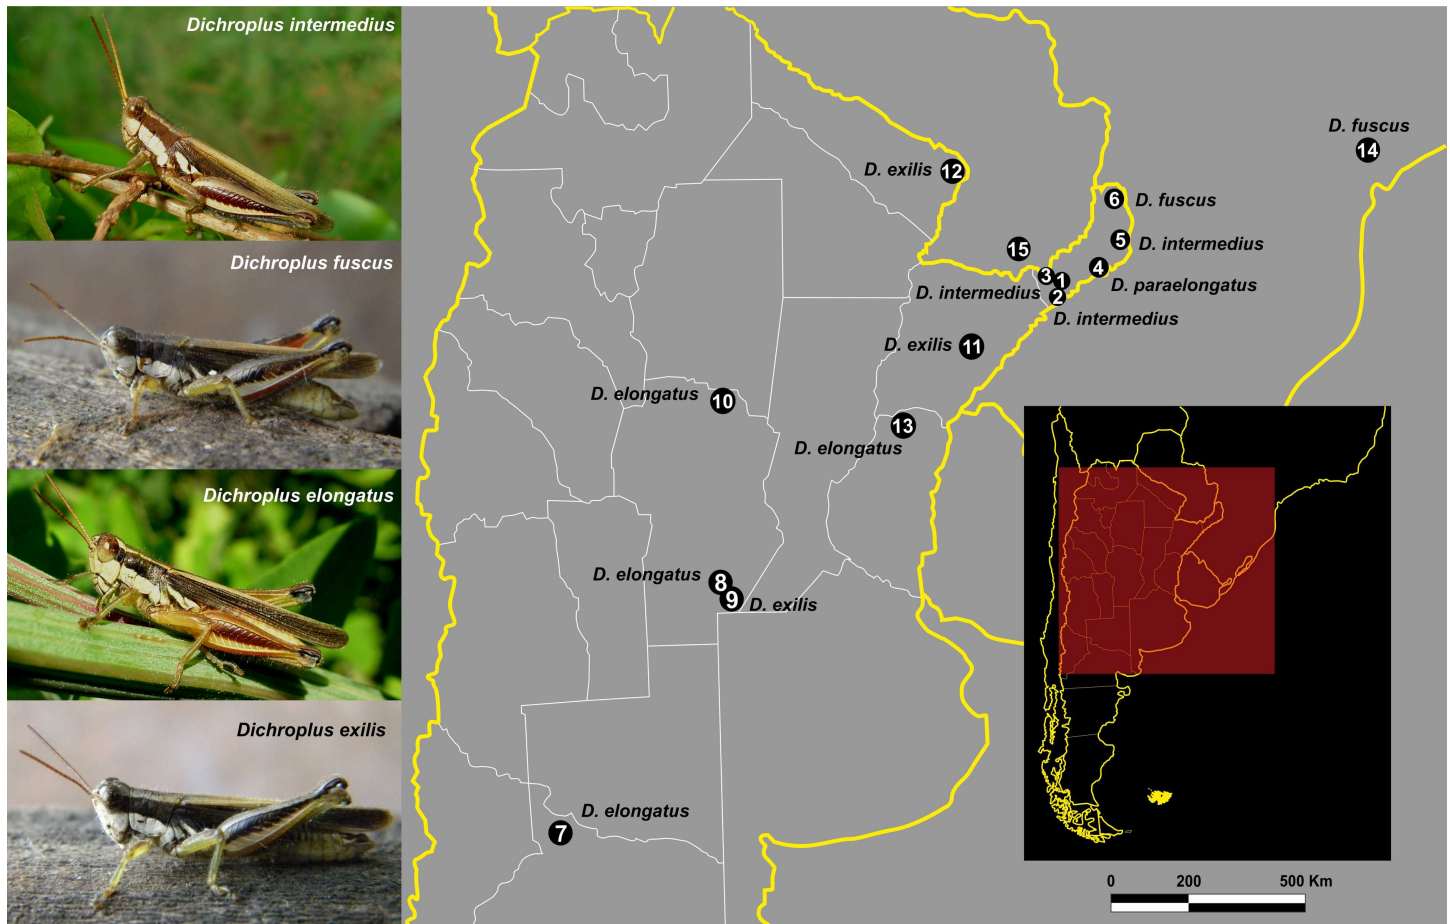 Dichroplus intermedius
Dichroplus fuscus
Dichroplus elongatus
Dichroplus exilis
D. fuscus
14
D. exilis 12
6 D. fuscus
5 D. intermedius
15
4 D. paraelongatus
3 1
D. intermedius
2
D. intermedius
D. exilis 11
D. elongatus 10
13
D. elongatus
D. elongatus 8
9 D. exilis
D. elongatus
7
0 200 500 Km